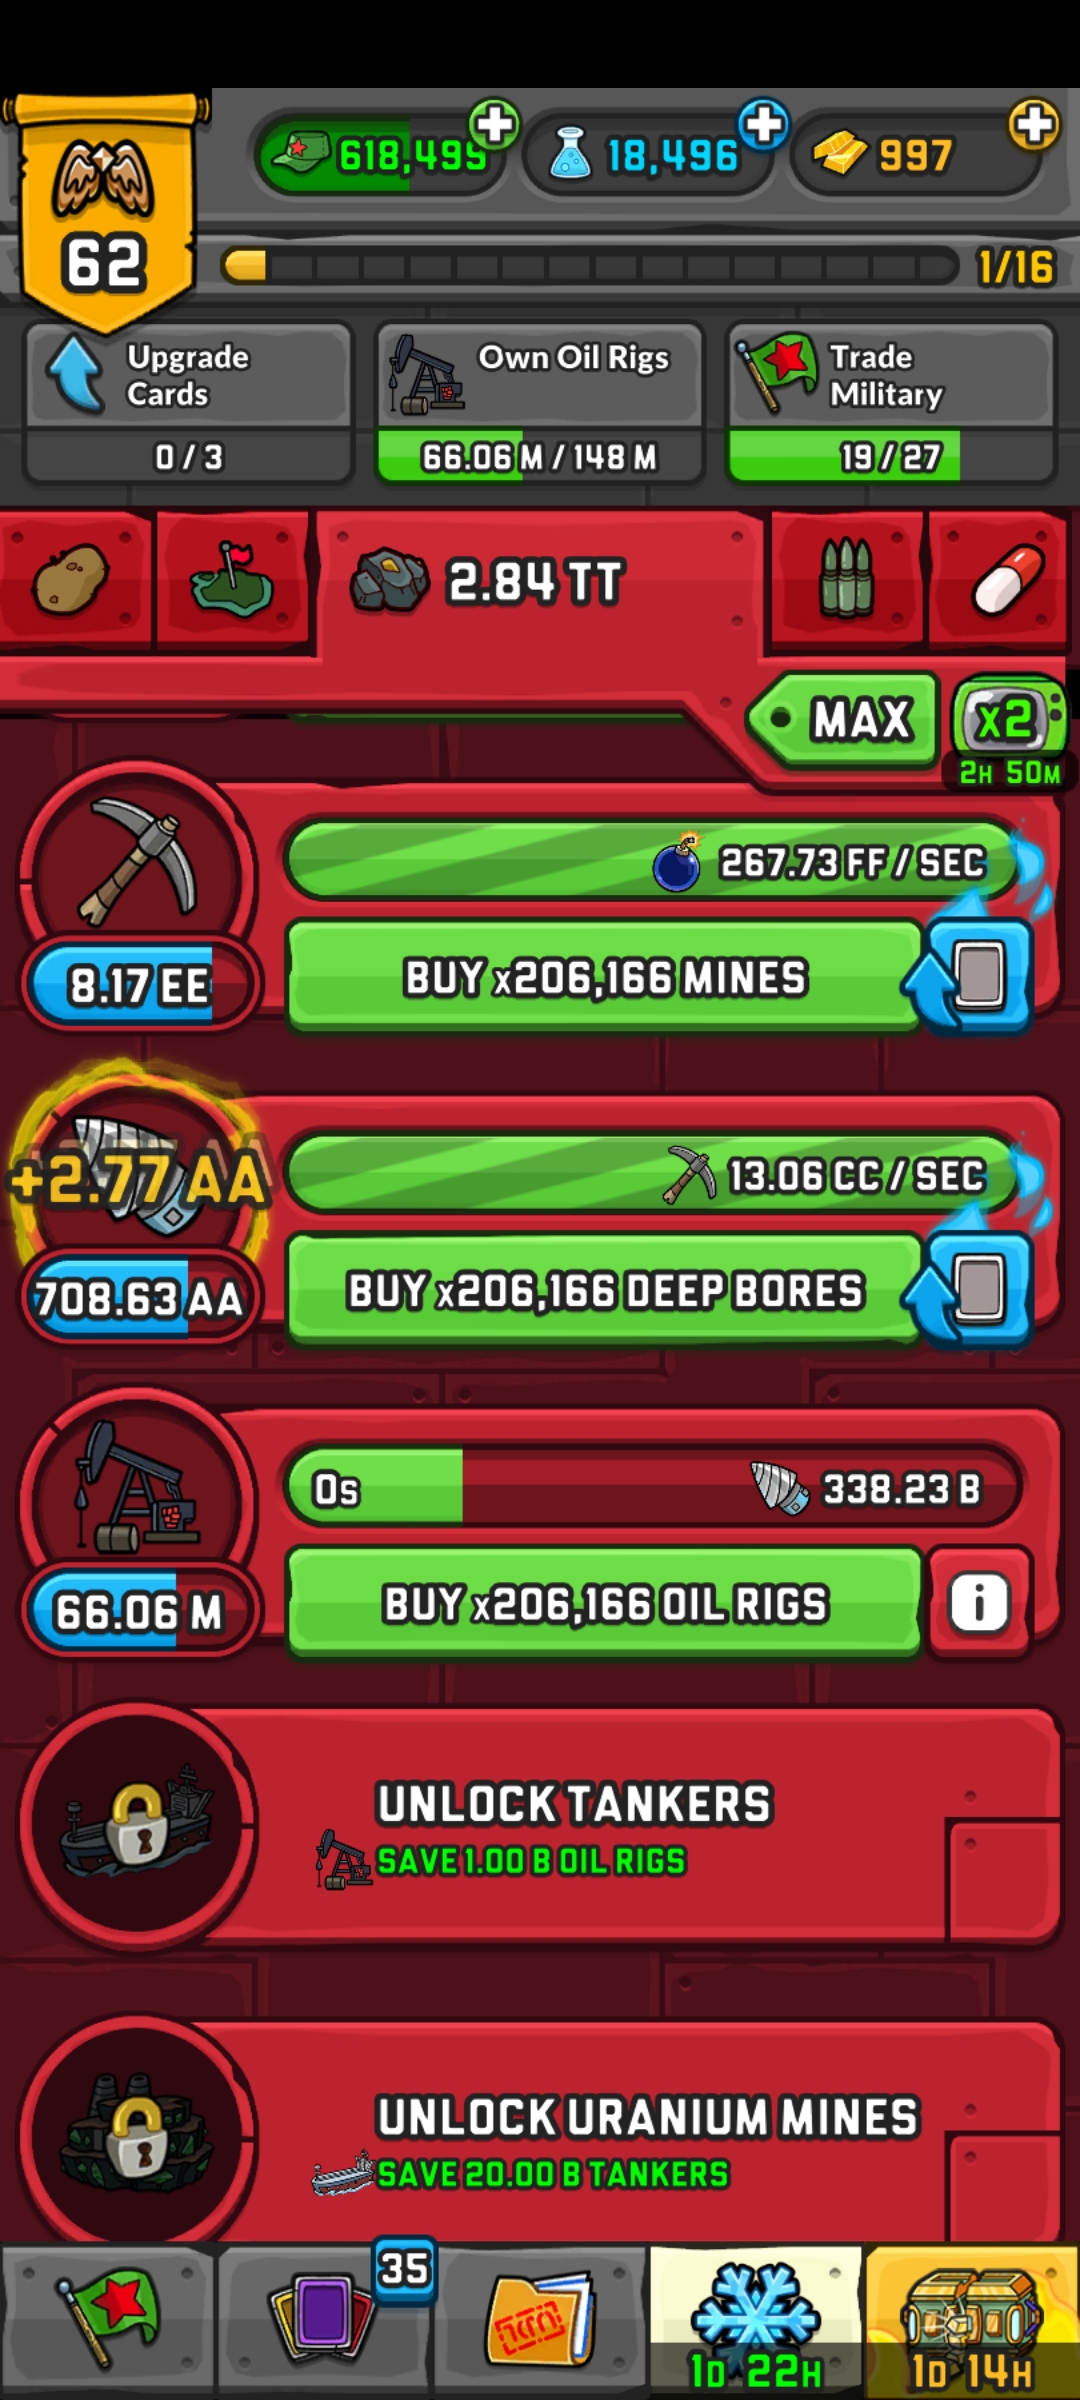 618,499
18,496
997
62
1/16
Upgrade
Cards
0 / 3
Own Oil Rigs
66.06 M / 148 M
Trade
Military
19 / 27
2.84 TT
MAX
x2
2H 50M
267.73 FF / SEC
8.17 EE
BUY x206,166 MINES
+2.77 AA
13.06 CC / SEC
708.63 AA
BUY x206,166 DEEP BORES
0s
338.23 B
66.06 M
BUY x206,166 OIL RIGS
i
UNLOCK TANKERS
SAVE 1.00 B OIL RIGS
UNLOCK URANIUM MINES
SAVE 20.00 B TANKERS
35
1D 22H
1D 14H